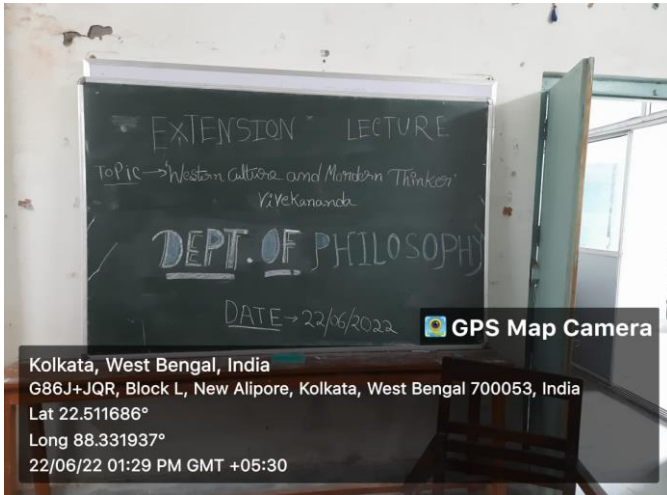 EXTENSION LECTURE
TOPIC → 'Western Culture and Mordern Thinker'
Vivekananda
DEPT. OF PHILOSOPHY
DATE → 22/06/2022
GPS Map Camera
Kolkata, West Bengal, India
G86J+JQR, Block L, New Alipore, Kolkata, West Bengal 700053, India
Lat 22.511686°
Long 88.331937°
22/06/22 01:29 PM GMT +05:30